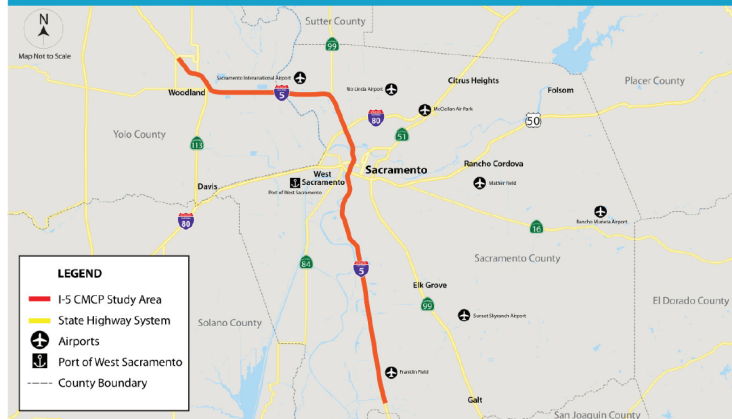 N
Map Not to Scale
Sutter County
99
Sacramento International Airport
Rio Linda Airport
Citrus Heights
Placer County
Woodland
5
Folsom
McClellan Air Park
80
50
51
Yolo County
113
West
Sacramento
Sacramento
Rancho Cordova
Port of West Sacramento
Mather Field
Davis
80
Rancho Murieta Airport
16
Sacramento County
84
5
Elk Grove
El Dorado County
99
Sunset Skyranch Airport
Solano County
Franklin Field
Galt
San Joaquin County
LEGEND
I-5 CMCP Study Area
State Highway System
Airports
Port of West Sacramento
County Boundary